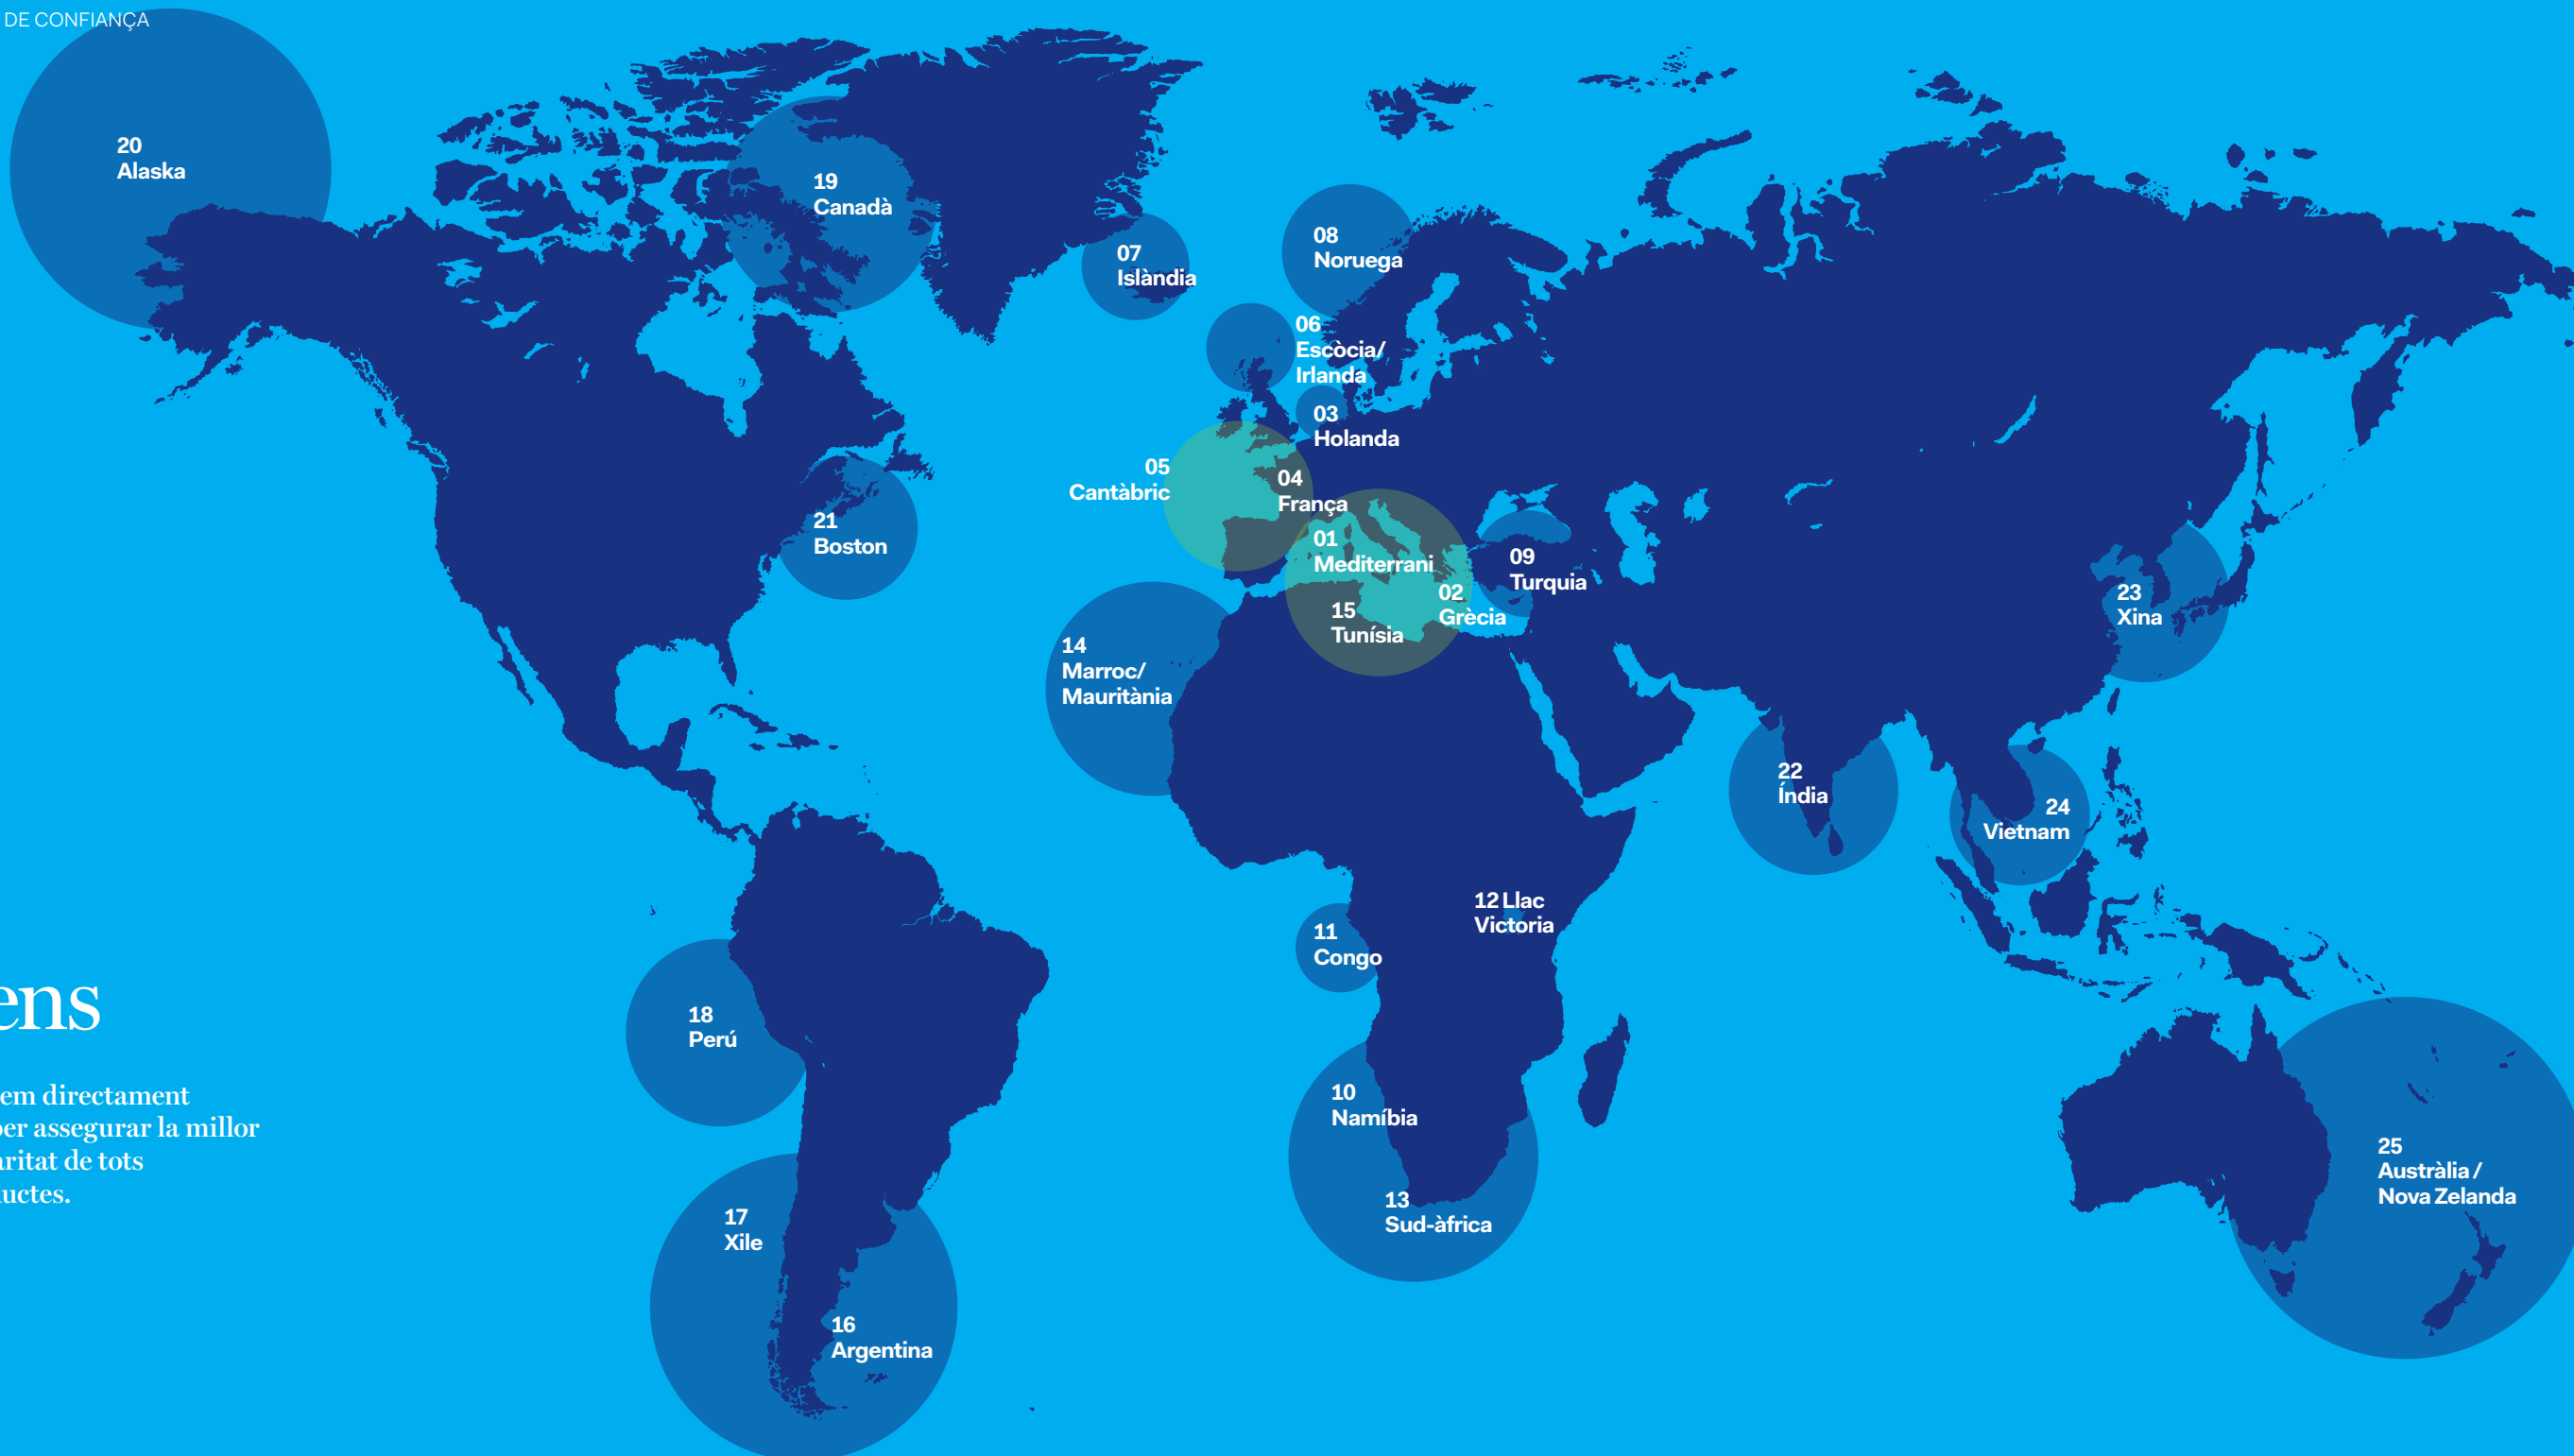 DE CONFIANÇA
20
Alaska
19
Canadà
07
Islàndia
08
Noruega
06
Escòcia/
Irlanda
03
Holanda
05
Cantàbric
04
França
21
Boston
01
Mediterrani
09
Turquia
02
Grècia
15
Tunísia
23
Xina
14
Marroc/
Mauritània
22
Índia
24
Vietnam
12 Llac
Victoria
11
Congo
18
Perú
10
Namíbia
13
Sud-àfrica
25
Austràlia /
Nova Zelanda
17
Xile
16
Argentina
ens
em directament
per assegurar la millor
aritat de tots
uctes.